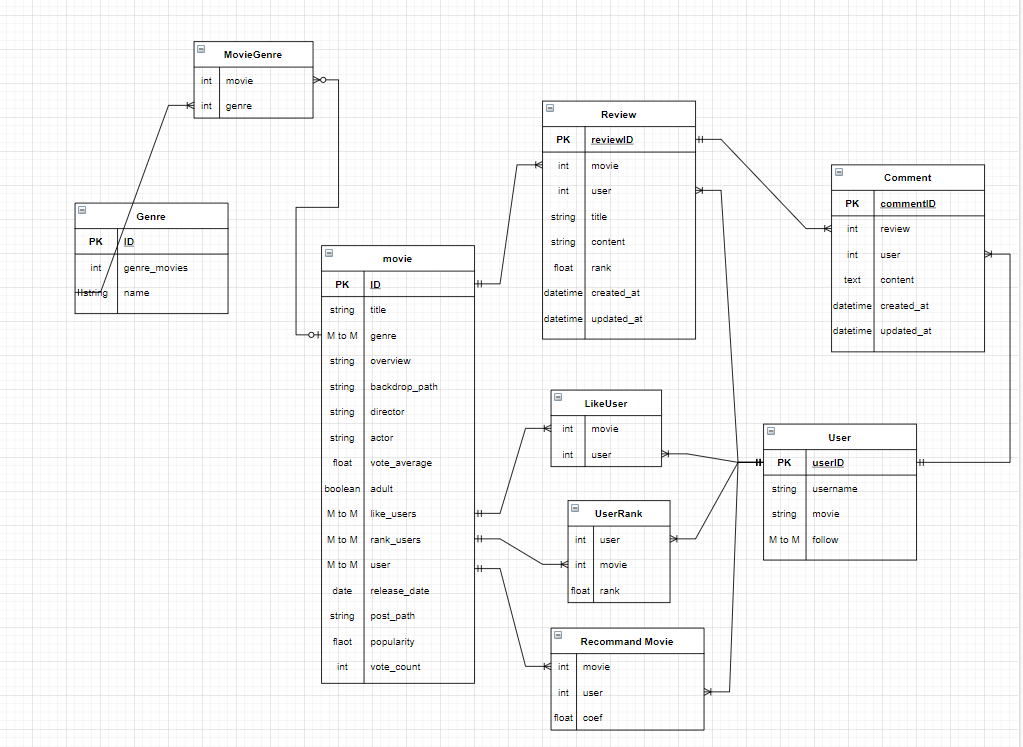 MovieGenre
int movie
int genre
Genre
PK ID
int genre_movies
string name
movie
PK ID
string title
M to M genre
string overview
string backdrop_path
string director
string actor
float vote_average
boolean adult
M to M like_users
M to M rank_users
M to M user
date release_date
string post_path
flaot popularity
int vote_count
Review
PK reviewID
int movie
int user
string title
string content
float rank
datetime created_at
datetime updated_at
LikeUser
int movie
int user
UserRank
int user
int movie
float rank
Recommand Movie
int movie
int user
float coef
Comment
PK commentID
int review
int user
text content
datetime created_at
datetime updated_at
User
PK userID
string username
string movie
M to M follow